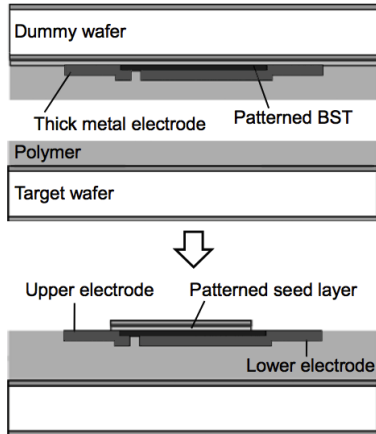 Dummy wafer
Thick metal electrode
Patterned BST
Polymer
Target wafer
Upper electrode
Patterned seed layer
Lower electrode